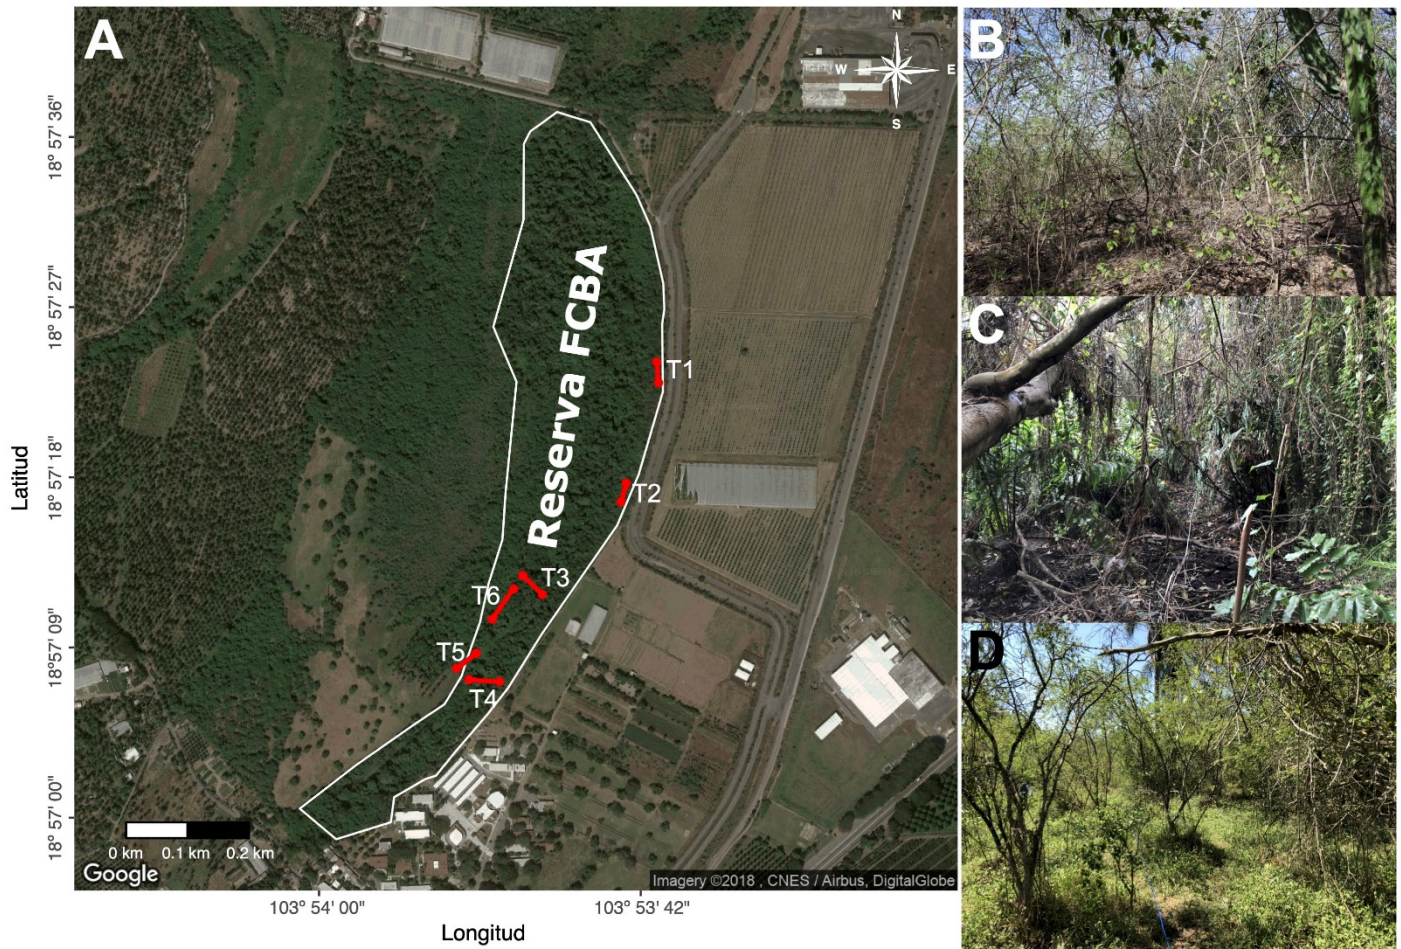 A
N
W
E
S
B
C
D
18° 57' 36"
18° 57' 27"
18° 57' 18"
18°57' 09"
18° 57' 00"
Latitud
Reserva FCBA
T1
T2
T3
T6
T5
T4
0 km 0.1 km 0.2 km
Google
Imagery ©2018 , CNES / Airbus, DigitalGlobe
103° 54' 00"
103° 53' 42"
Longitud